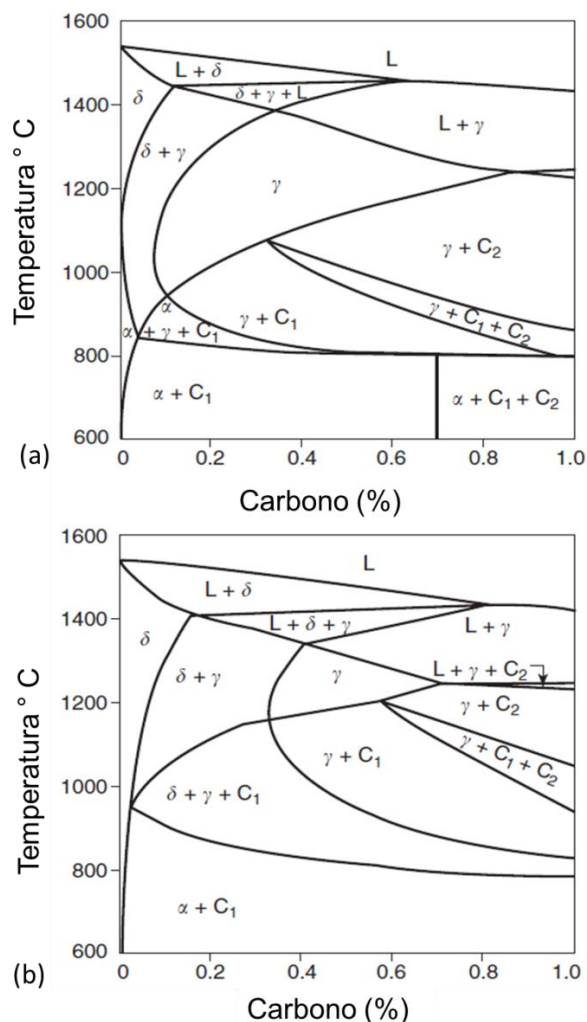 1600
1400
1200
1000
800
600
Temperatura ° C
L
L + δ
δ
δ + γ + L
L + γ
δ + γ
γ
γ + C₂
α
γ + C₁
γ + C₁ + C₂
α + γ + C₁
α + C₁
α + C₁ + C₂
(a)
0 0.2 0.4 0.6 0.8 1.0
Carbono (%)
1600
1400
1200
1000
800
600
Temperatura ° C
L
L + δ
L + δ + γ
L + γ
δ
δ + γ
γ
L + γ + C₂
γ + C₂
γ + C₁
γ + C₁ + C₂
δ + γ + C₁
α + C₁
(b)
0 0.2 0.4 0.6 0.8 1.0
Carbono (%)